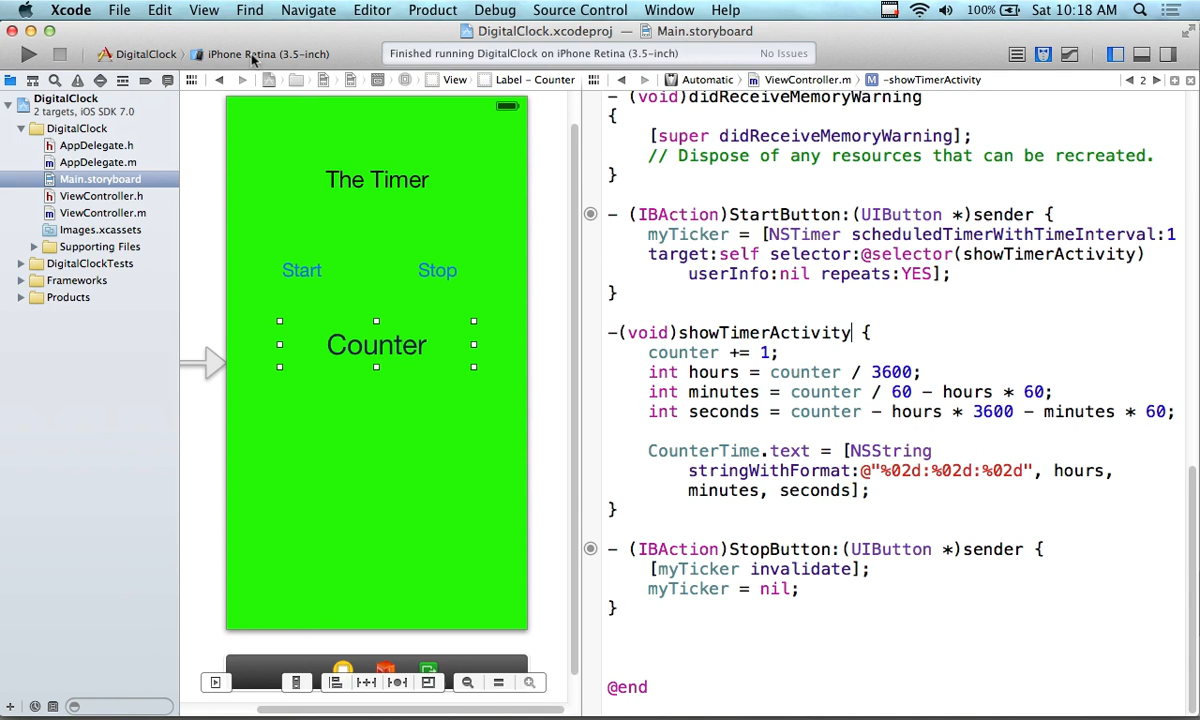 Xcode File Edit View Find Navigate Editor Product Debug Source Control Window Help 100% Sat 10:18 AM
DigitalClock.xcodeproj — Main.storyboard
DigitalClock iPhone Retina (3.5-inch) Finished running DigitalClock on iPhone Retina (3.5-inch) No Issues
View Label – Counter Automatic ViewController.m M –showTimerActivity 2
DigitalClock
2 targets, iOS SDK 7.0
DigitalClock
h AppDelegate.h
m AppDelegate.m
Main.storyboard
h ViewController.h
m ViewController.m
Images.xcassets
Supporting Files
DigitalClockTests
Frameworks
Products
The Timer
Start Stop
Counter
- (void)didReceiveMemoryWarning
{
[super didReceiveMemoryWarning];
// Dispose of any resources that can be recreated.
}
- (IBAction)StartButton:(UIButton *)sender {
myTicker = [NSTimer scheduledTimerWithTimeInterval:1
target:self selector:@selector(showTimerActivity)
userInfo:nil repeats:YES];
}
-(void)showTimerActivity {
counter += 1;
int hours = counter / 3600;
int minutes = counter / 60 - hours * 60;
int seconds = counter - hours * 3600 - minutes * 60;
CounterTime.text = [NSString
stringWithFormat:@"%02d:%02d:%02d", hours,
minutes, seconds];
}
- (IBAction)StopButton:(UIButton *)sender {
[myTicker invalidate];
myTicker = nil;
}
@end